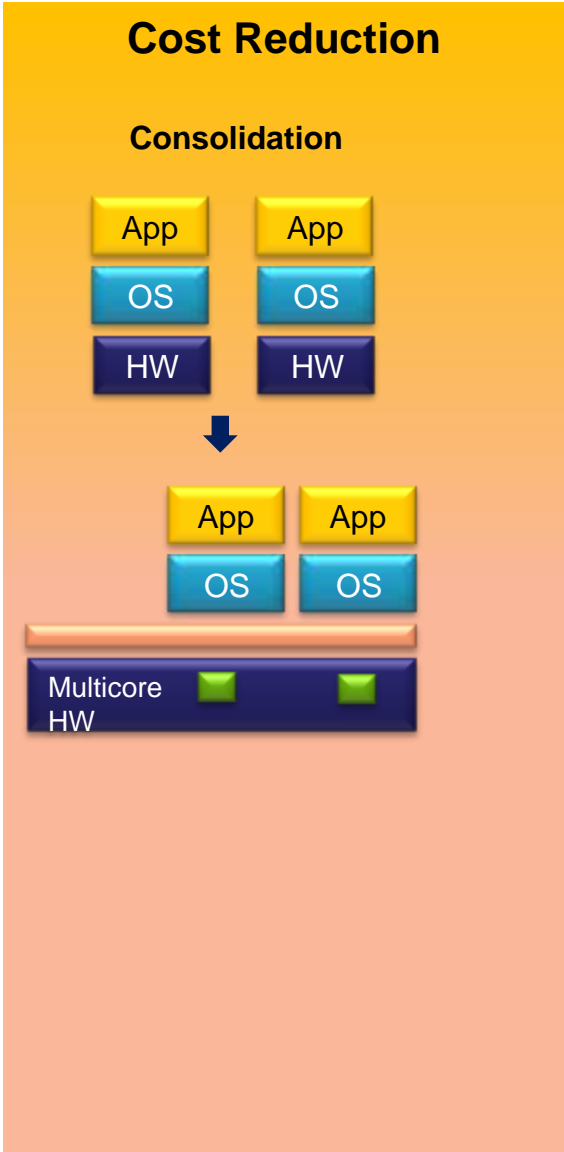 Cost Reduction
Consolidation
App App
OS OS
HW HW
App App
OS OS
Multicore
HW